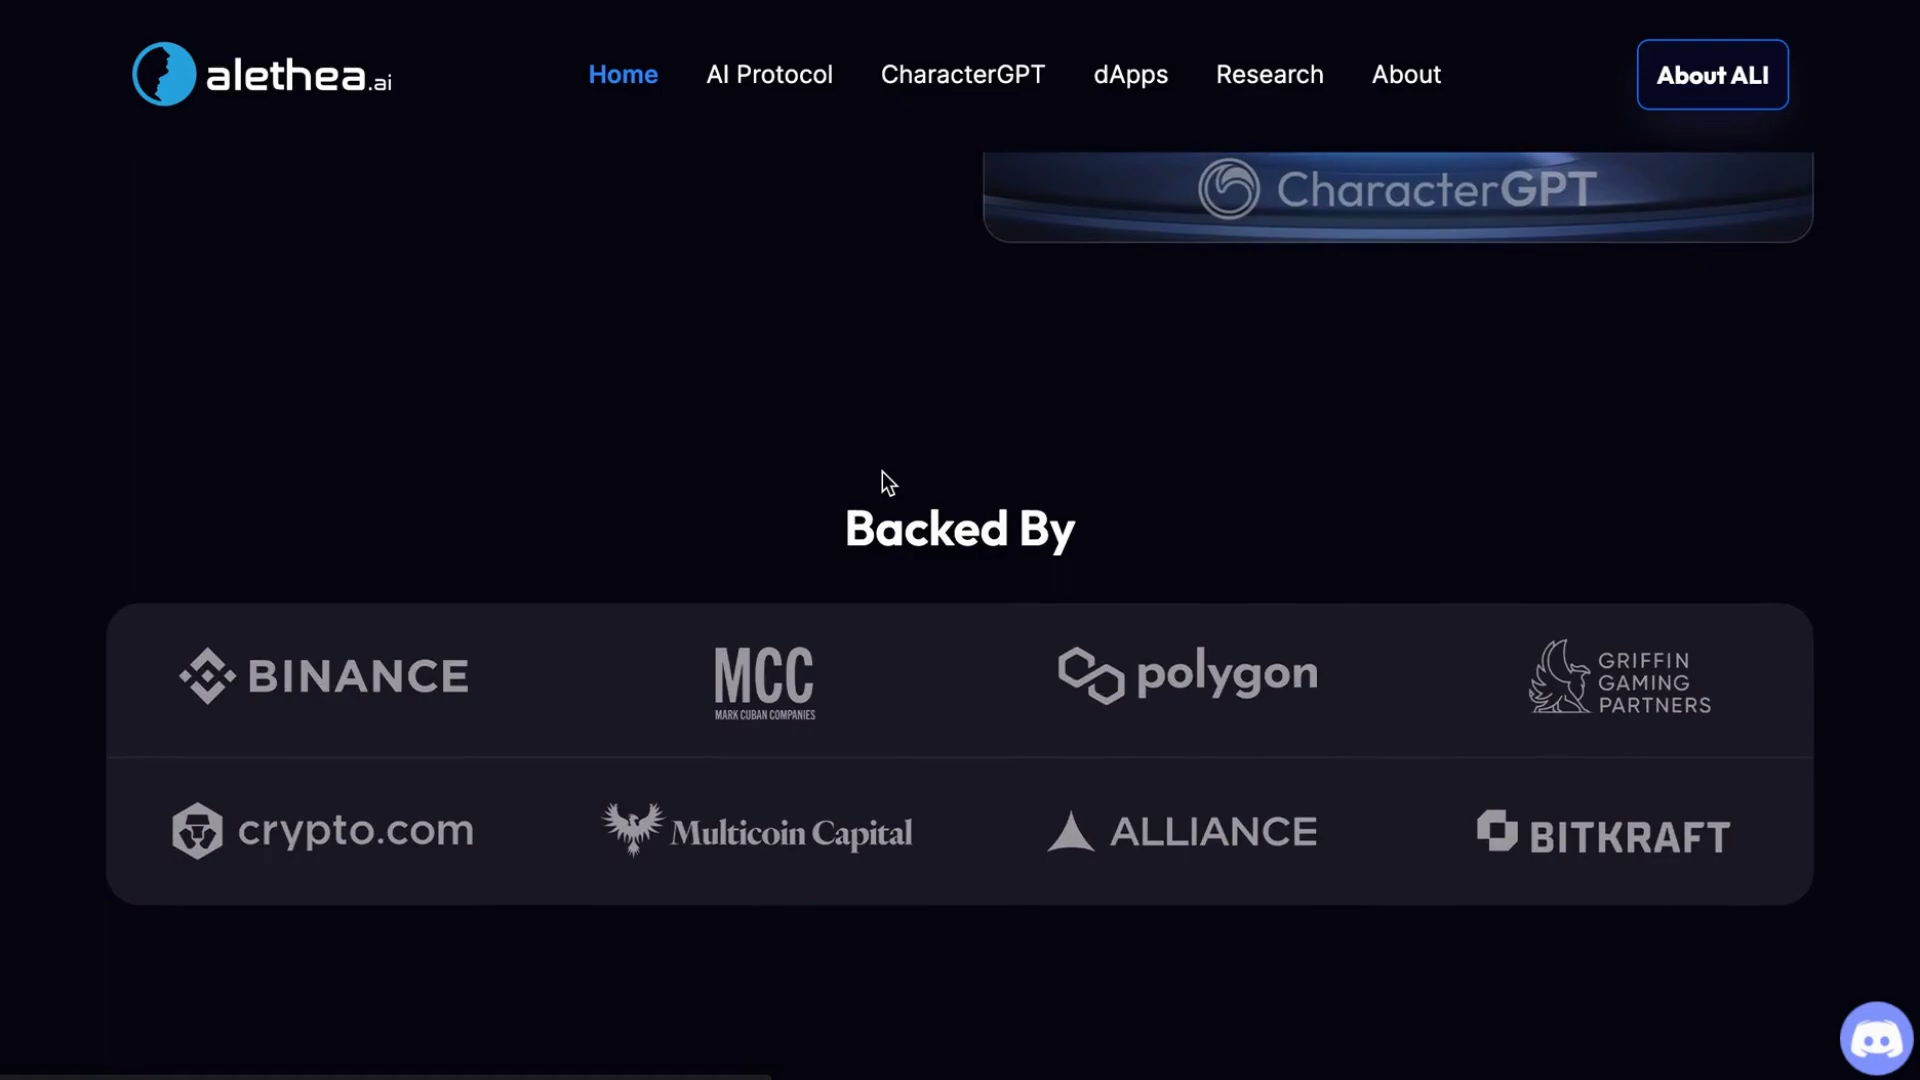 alethea.ai
Home AI Protocol CharacterGPT dApps Research About
About ALI
CharacterGPT
Backed By
BINANCE
MCC
MARK CUBAN COMPANIES
polygon
GRIFFIN
GAMING
PARTNERS
crypto.com
Multicoin Capital
ALLIANCE
BITKRAFT